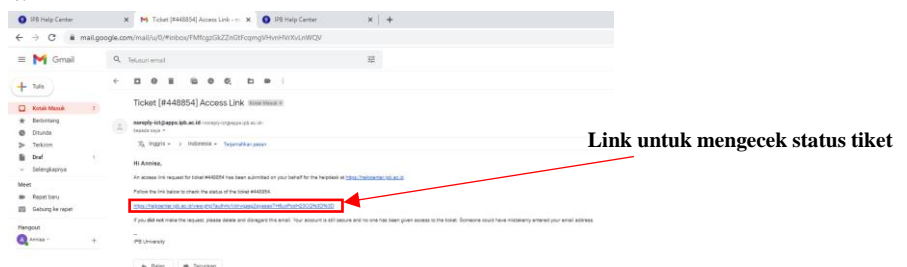 IPB Help Center
Ticket [#448854] Access Link -
IPB Help Center
mail.google.com/mail/u/0/#inbox/
Gmail
Telusuri email
Tulis
Ticket [#448854] Access Link Kotak Masuk x
Kotak Masuk
noreply-ict@apps.ipb.ac.id
Berbintang
kepada saya
Ditunda
Terkirim
Inggris > Indonesia Terjemahkan pesan
Draf
Selengkapnya
Hi Annisa,
Meet
An access link request for ticket #448854 has been submitted on your behalf for the helpdesk at https://helpcenter.ipb.ac.id
Rapat baru
Follow the link below to check the status of the ticket #448854.
Gabung ke rapat
Hangout
If you did not make the request, please delete and disregard this email. Your account is still secure and no one has been given access to the ticket. Someone could have mistakenly entered your email address.
Annisa
--
IPB University
Balas
Teruskan
Link untuk mengecek status tiket